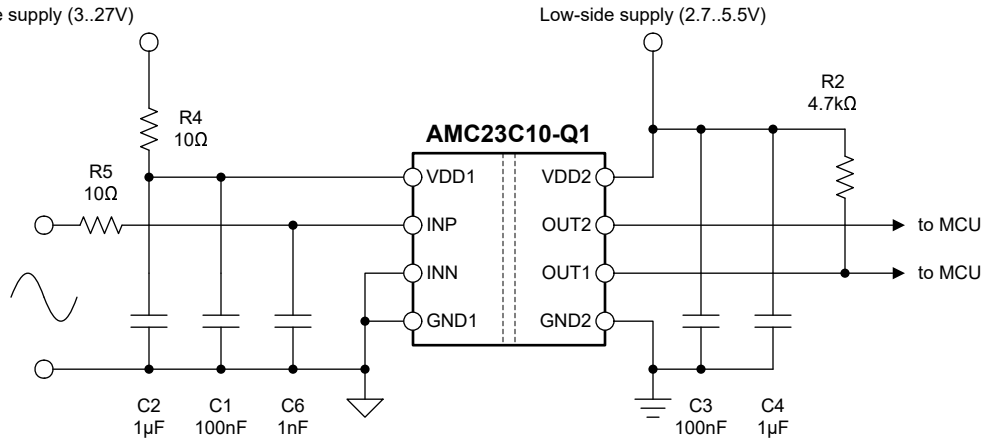 e supply (3..27V)
Low-side supply (2.7..5.5V)
R2
4.7kΩ
R4
10Ω
AMC23C10-Q1
R5
10Ω
VDD1
VDD2
INP
OUT2
to MCU
INN
OUT1
to MCU
GND1
GND2
C2
1μF
C1
100nF
C6
1nF
C3
100nF
C4
1μF